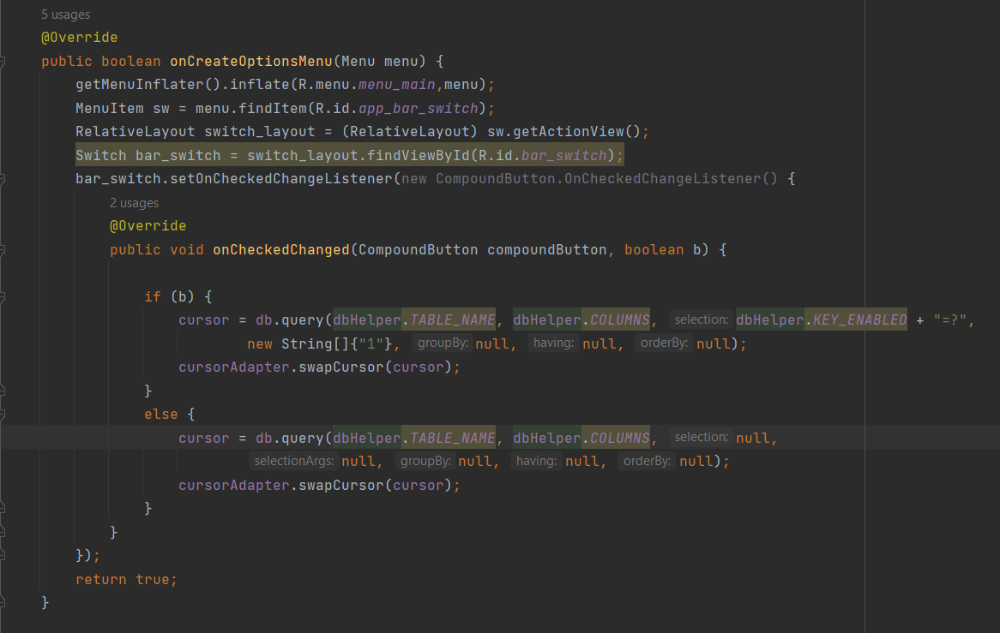 5 usages
@Override
public boolean onCreateOptionsMenu(Menu menu) {
getMenuInflater().inflate(R.menu.menu_main,menu);
MenuItem sw = menu.findItem(R.id.app_bar_switch);
RelativeLayout switch_layout = (RelativeLayout) sw.getActionView();
Switch bar_switch = switch_layout.findViewById(R.id.bar_switch);
bar_switch.setOnCheckedChangeListener(new CompoundButton.OnCheckedChangeListener() {
2 usages
@Override
public void onCheckedChanged(CompoundButton compoundButton, boolean b) {
if (b) {
cursor = db.query(dbHelper.TABLE_NAME, dbHelper.COLUMNS, selection: dbHelper.KEY_ENABLED + "=?",
new String[]{"1"}, groupBy: null, having: null, orderBy: null);
cursorAdapter.swapCursor(cursor);
}
else {
cursor = db.query(dbHelper.TABLE_NAME, dbHelper.COLUMNS, selection: null,
selectionArgs: null, groupBy: null, having: null, orderBy: null);
cursorAdapter.swapCursor(cursor);
}
}
});
return true;
}